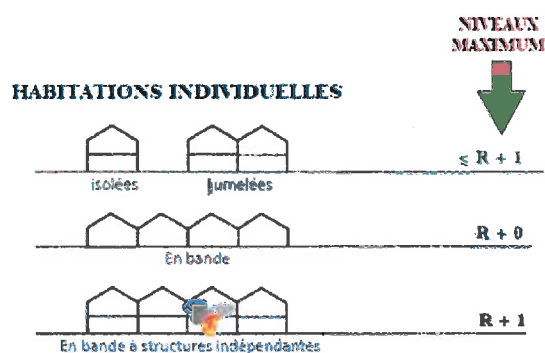 NIVEAUX
MAXIMUM
HABITATIONS INDIVIDUELLES
isolées
jumelées
≤ R + 1
R + 0
En bande
R + 1
En bande à structures indépendantes